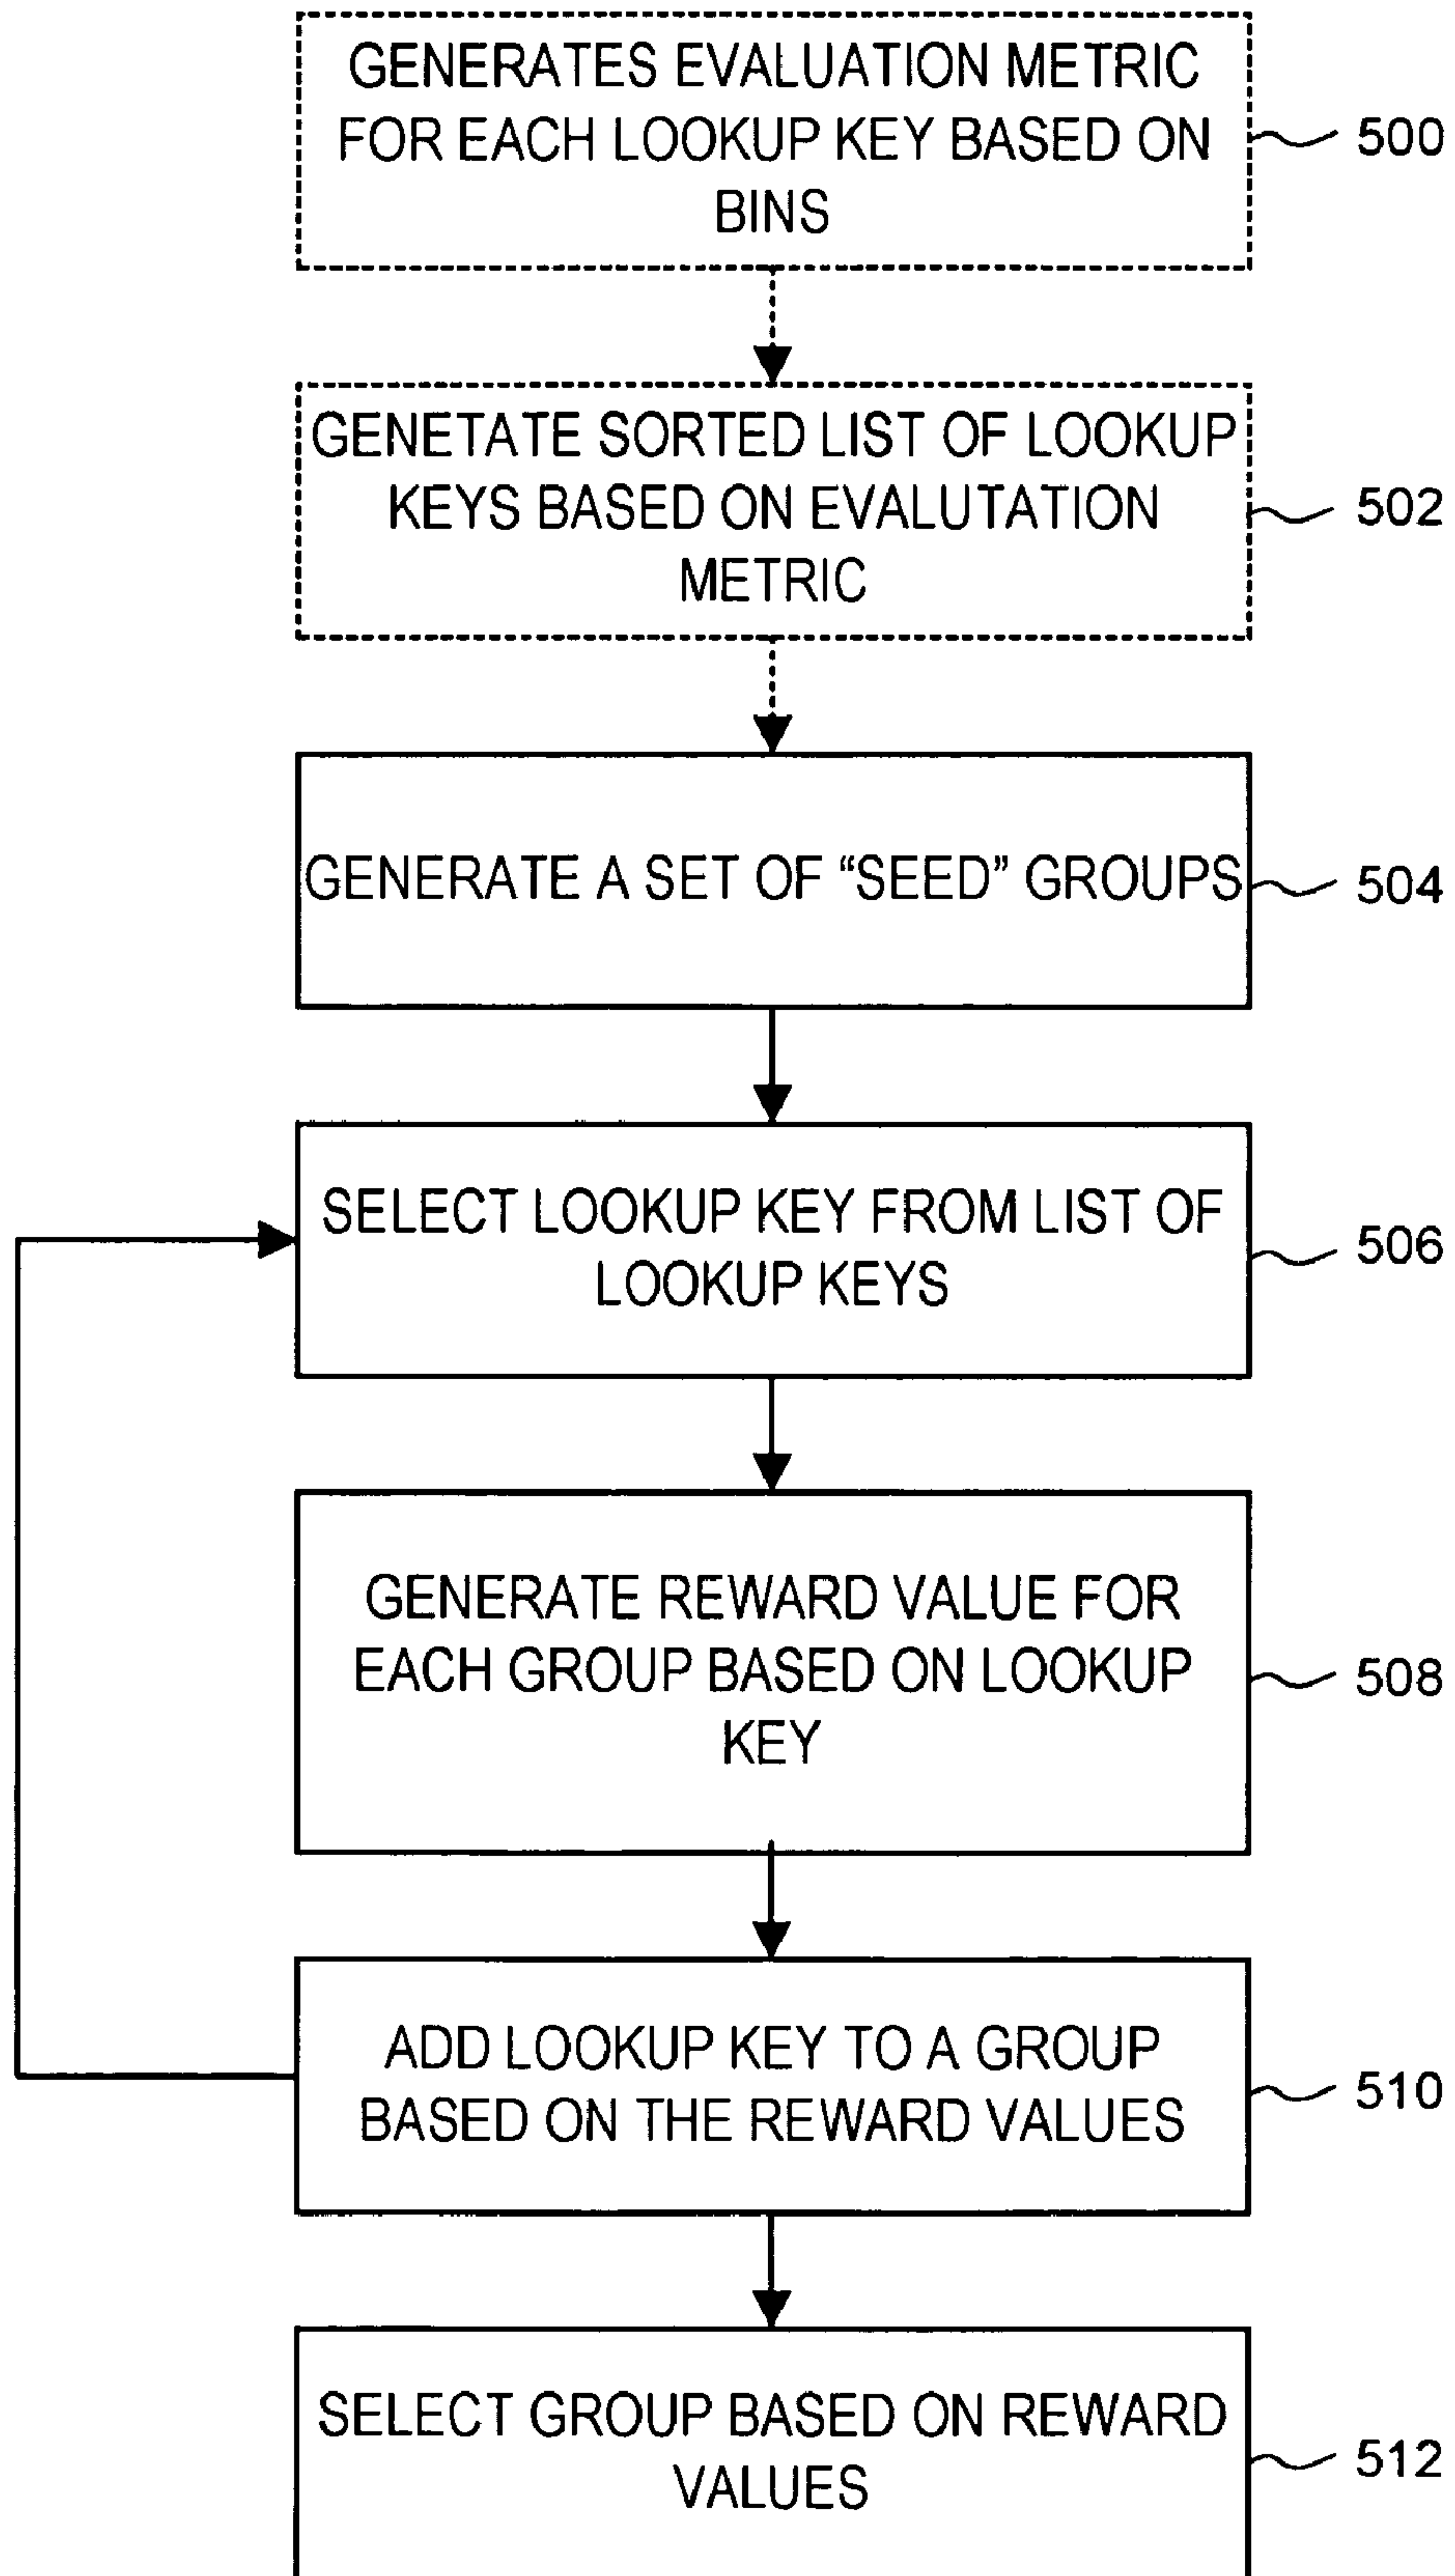 GENERATES EVALUATION METRIC
FOR EACH LOOKUP KEY BASED ON
BINS
500
GENETATE SORTED LIST OF LOOKUP
KEYS BASED ON EVALUTATION
METRIC
502
GENERATE A SET OF “SEED” GROUPS
504
SELECT LOOKUP KEY FROM LIST OF
LOOKUP KEYS
506
GENERATE REWARD VALUE FOR
EACH GROUP BASED ON LOOKUP
KEY
508
ADD LOOKUP KEY TO A GROUP
BASED ON THE REWARD VALUES
510
SELECT GROUP BASED ON REWARD
VALUES
512